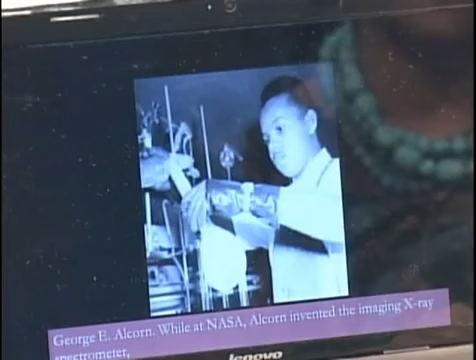 George E. Alcorn. While at NASA, Alcorn invented the imaging X-ray
spectrometer,
lenovo